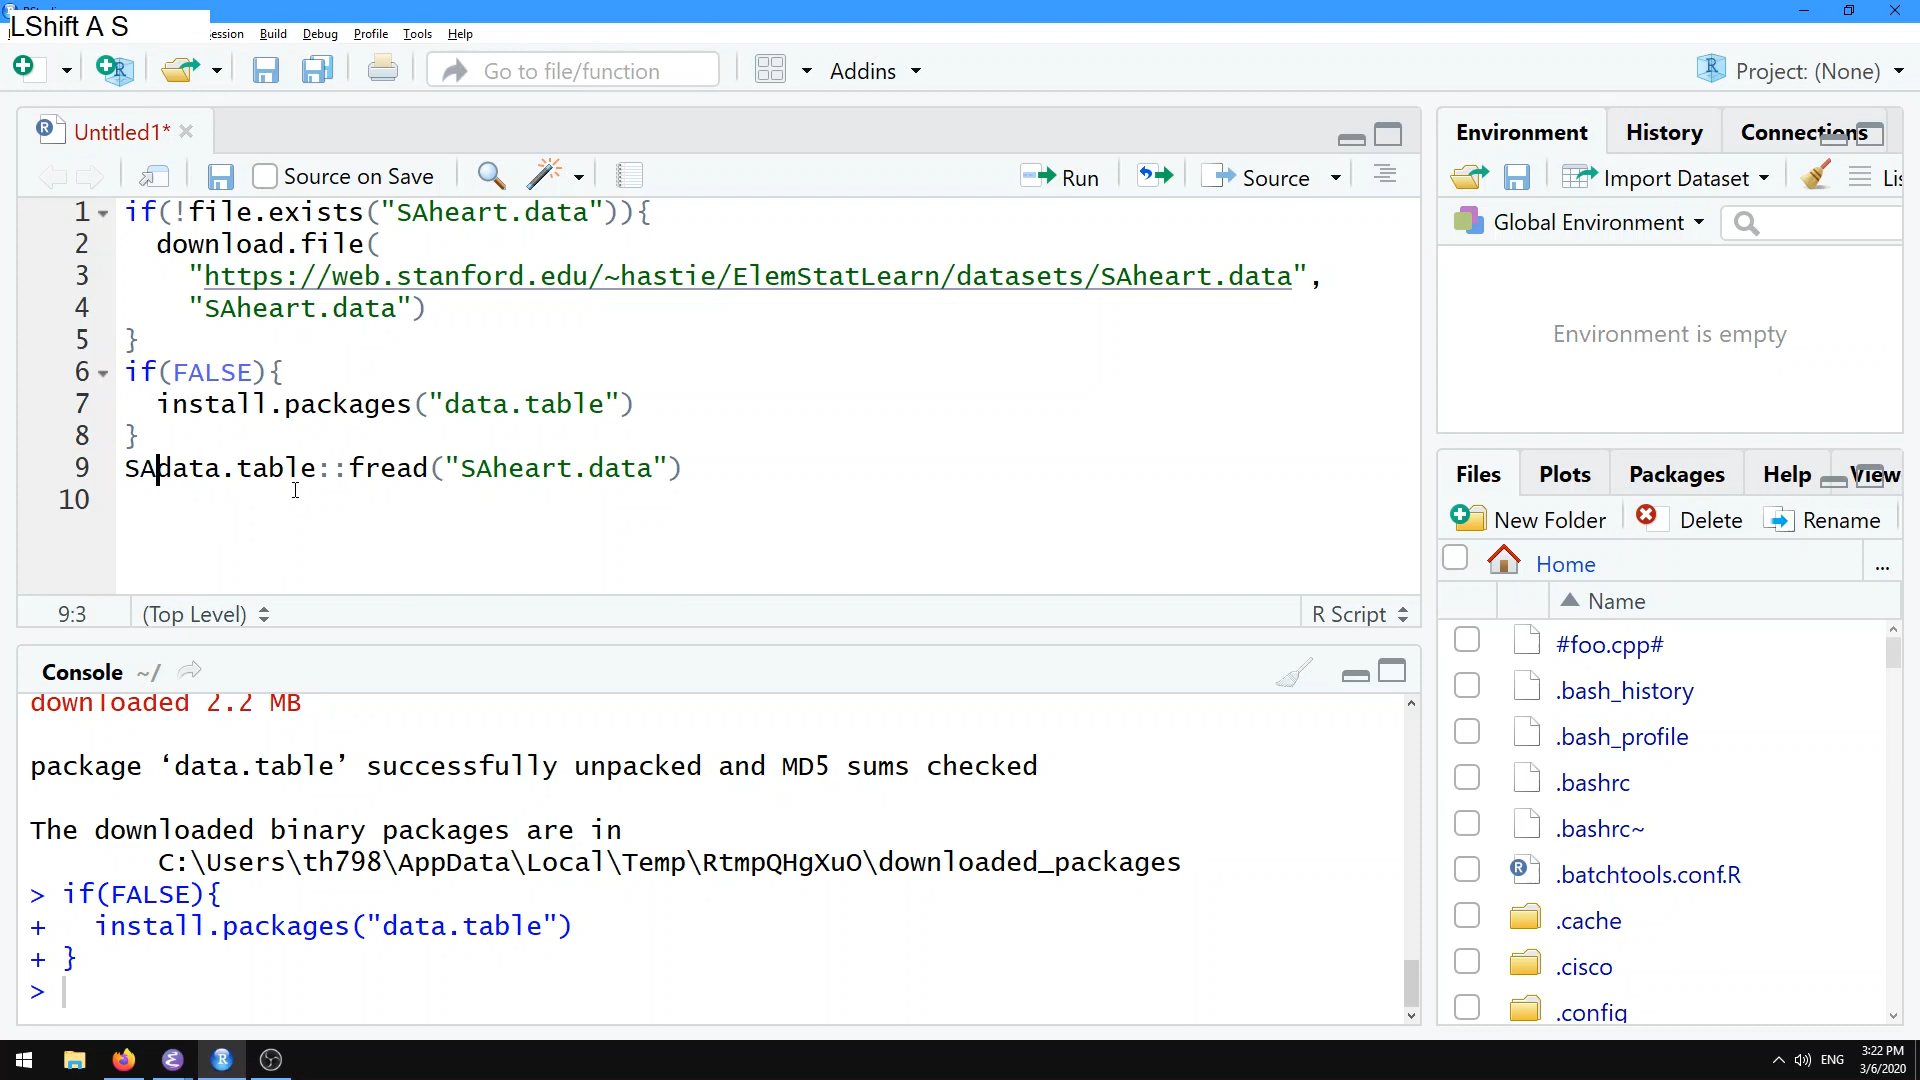 LShift A S
ession Build Debug Profile Tools Help
Go to file/function
Addins
Project: (None)
Untitled1*
Source on Save
Run
Source
1 if(!file.exists("SAheart.data")){
2 download.file(
3 "https://web.stanford.edu/~hastie/ElemStatLearn/datasets/SAheart.data",
4 "SAheart.data")
5 }
6 if(FALSE){
7 install.packages("data.table")
8 }
9 SAdata.table::fread("SAheart.data")
10
9:3 (Top Level) R Script
Console ~/
downloaded 2.2 MB
package ‘data.table’ successfully unpacked and MD5 sums checked
The downloaded binary packages are in
C:\Users\th798\AppData\Local\Temp\RtmpQHgXuO\downloaded_packages
> if(FALSE){
+ install.packages("data.table")
+ }
>
Environment History Connections
Import Dataset Lis
Global Environment
Environment is empty
Files Plots Packages Help View
New Folder Delete Rename
Home ...
Name
#foo.cpp#
.bash_history
.bash_profile
.bashrc
.bashrc~
.batchtools.conf.R
.cache
.cisco
.config
ENG
3:22 PM
3/6/2020